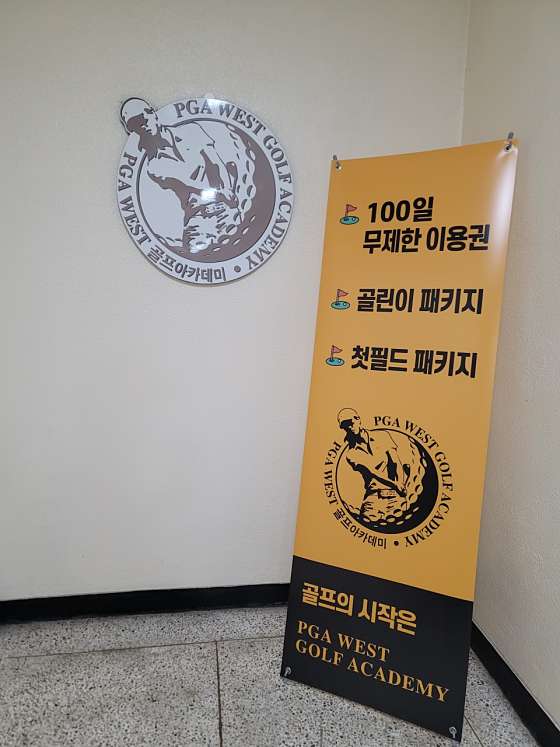 PGA WEST GOLF ACADEMY
PGA WEST 골프아카데미
100일
무제한 이용권
골린이 패키지
첫필드 패키지
PGA WEST GOLF ACADEMY
PGA WEST 골프아카데미
골프의 시작은
PGA WEST
GOLF ACADEMY